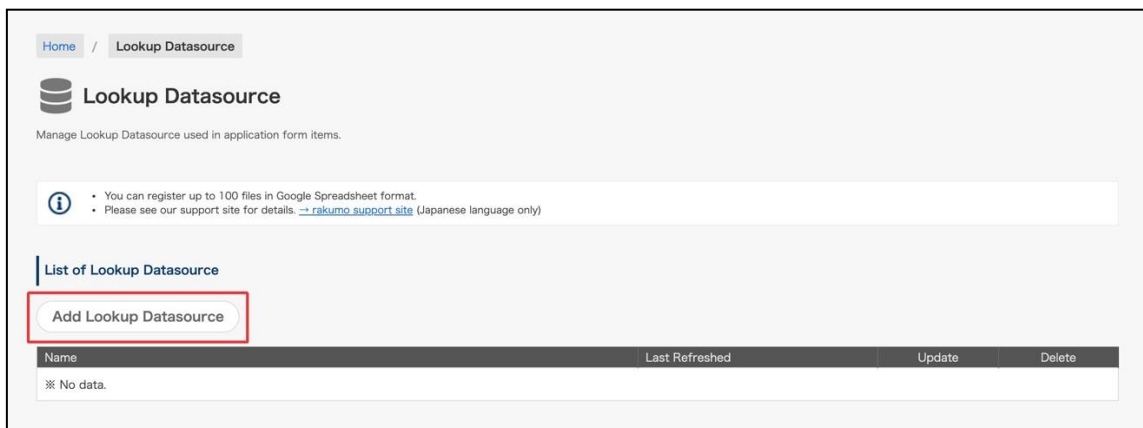 Home / Lookup Datasource
Lookup Datasource
Manage Lookup Datasource used in application form items.
• You can register up to 100 files in Google Spreadsheet format.
• Please see our support site for details. → rakumo support site (Japanese language only)
List of Lookup Datasource
Add Lookup Datasource
Name Last Refreshed Update Delete
※ No data.